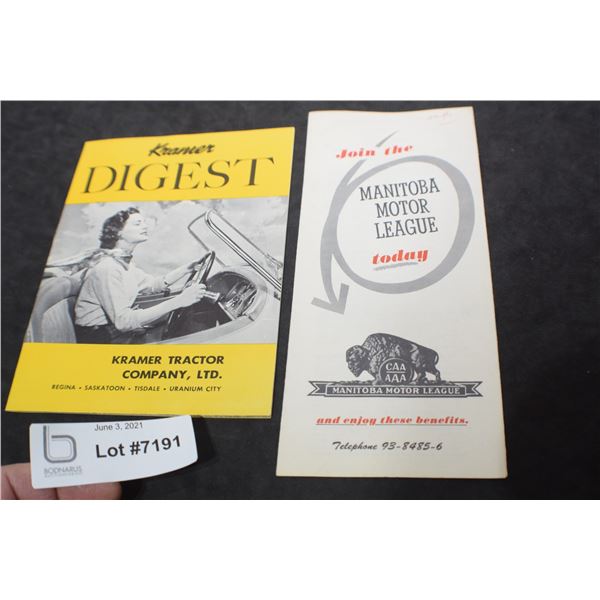 Kramer
DIGEST
KRAMER TRACTOR
COMPANY, LTD.
REGINA • SASKATOON • TISDALE • URANIUM CITY
Join the
MANITOBA
MOTOR
LEAGUE
today
CAA
AAA
MANITOBA MOTOR LEAGUE
and enjoy these benefits.
Telephone 93-8485-6
June 3, 2021
Lot #7191
b
BODNARUS